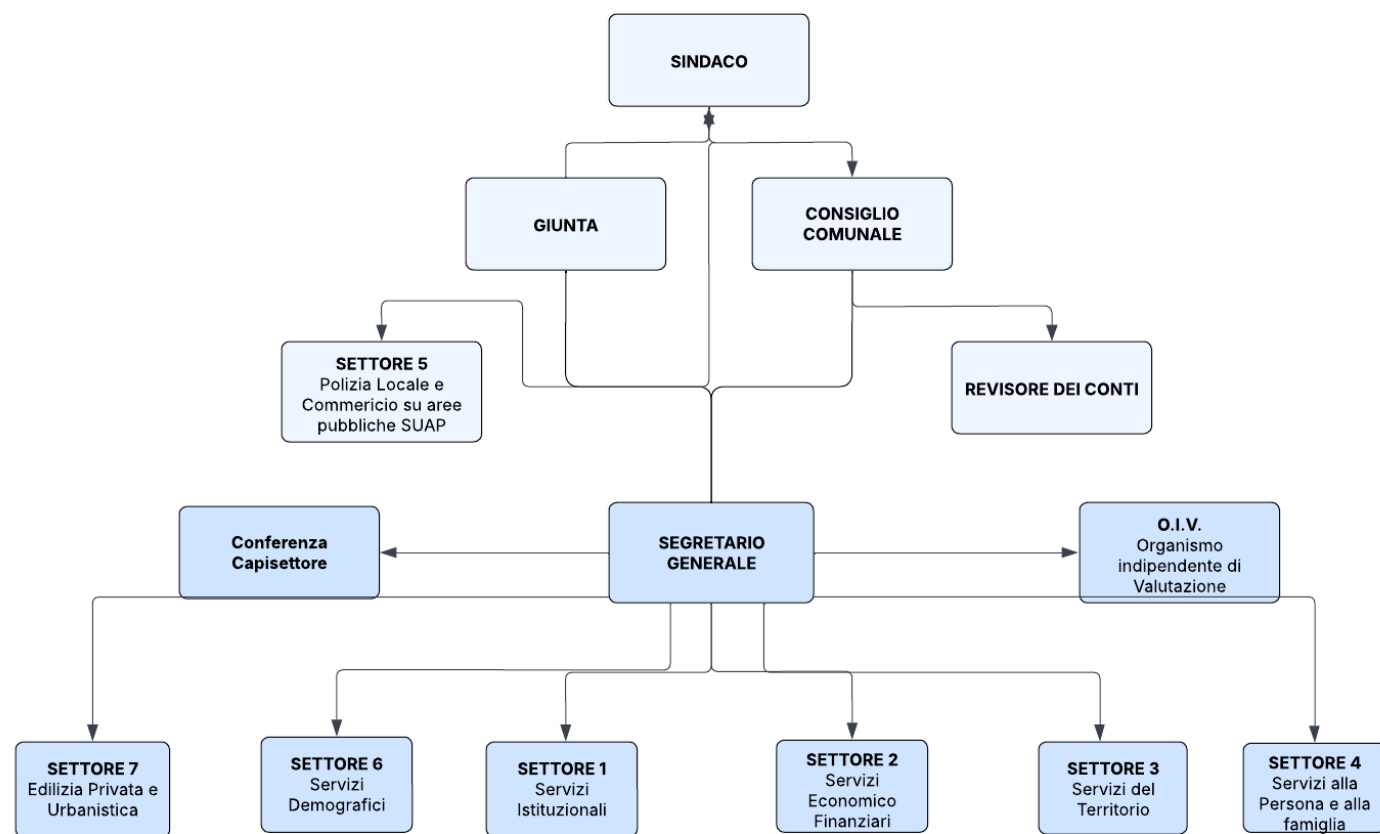 SINDACO
GIUNTA
CONSIGLIO
COMUNALE
SETTORE 5
Polizia Locale e
Commericio su aree
pubbliche SUAP
REVISORE DEI CONTI
Conferenza
Capisettore
SEGRETARIO
GENERALE
O.I.V.
Organismo
indipendente di
Valutazione
SETTORE 7
Edilizia Privata e
Urbanistica
SETTORE 6
Servizi
Demografici
SETTORE 1
Servizi
Istituzionali
SETTORE 2
Servizi
Economico
Finanziari
SETTORE 3
Servizi del
Territorio
SETTORE 4
Servizi alla
Persona e alla
famiglia